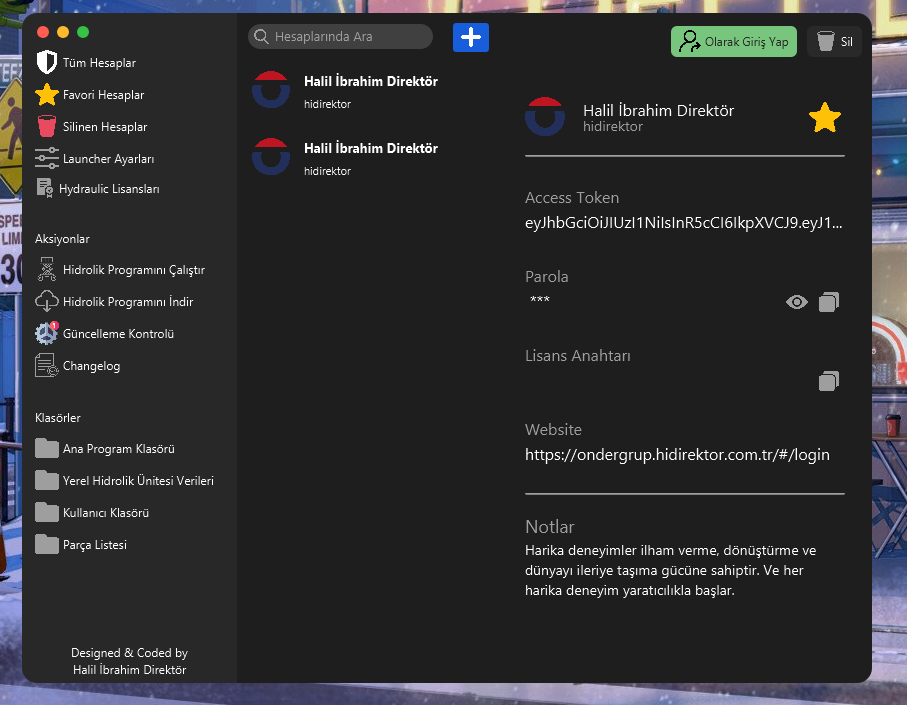 Hesaplarında Ara
Olarak Giriş Yap
Sil
Tüm Hesaplar
Favori Hesaplar
Silinen Hesaplar
Launcher Ayarları
Hydraulic Lisansları
Aksiyonlar
Hidrolik Programını Çalıştır
Hidrolik Programını İndir
1
Güncelleme Kontrolü
Changelog
Klasörler
Ana Program Klasörü
Yerel Hidrolik Ünitesi Verileri
Kullanıcı Klasörü
Parça Listesi
Designed & Coded by
Halil İbrahim Direktör
Halil İbrahim Direktör
hidirektor
Halil İbrahim Direktör
hidirektor
Halil İbrahim Direktör
hidirektor
Access Token
eyJhbGciOiJIUzI1NiIsInR5cCI6IkpXVCJ9.eyJ1...
Parola
***
Lisans Anahtarı
Website
https://ondergrup.hidirektor.com.tr/#/login
Notlar
Harika deneyimler ilham verme, dönüştürme ve
dünyayı ileriye taşıma gücüne sahiptir. Ve her
harika deneyim yaratıcılıkla başlar.
SPE
LIM
30